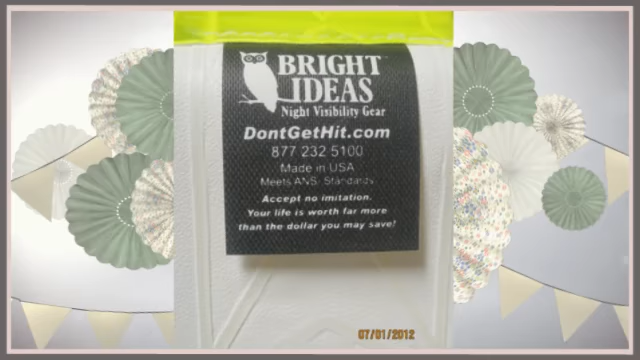 BRIGHT
IDEAS
Night Visibility Gear
DontGetHit.com
877 232 5100
Made in USA
Meets ANSI Standards
Accept no imitation.
Your life is worth far more
than the dollar you may save!
07/01/2012